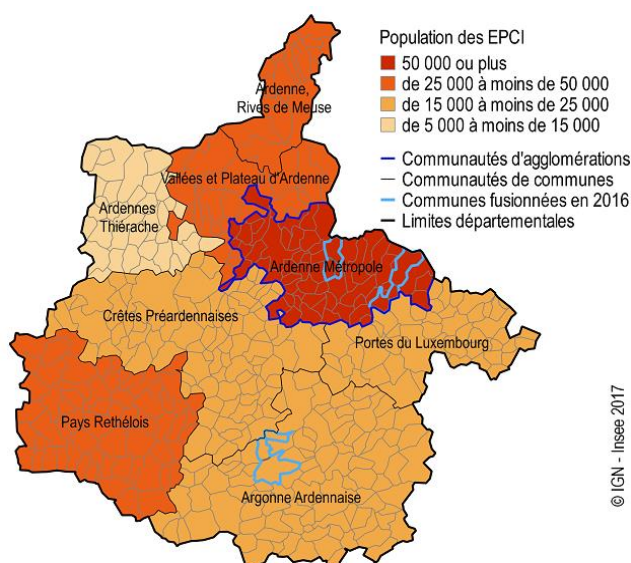 Population des EPCI
50 000 ou plus
de 25 000 à moins de 50 000
de 15 000 à moins de 25 000
de 5 000 à moins de 15 000
Communautés d'agglomérations
Communautés de communes
Communes fusionnées en 2016
Limites départementales
Ardenne,
Rives de Meuse
Vallées et Plateau d'Ardenne
Ardennes
Thiérache
Ardenne Métropole
Crêtes Préardennaises
Portes du Luxembourg
Pays Rethélois
Argonne Ardennaise
© IGN - Insee 2017